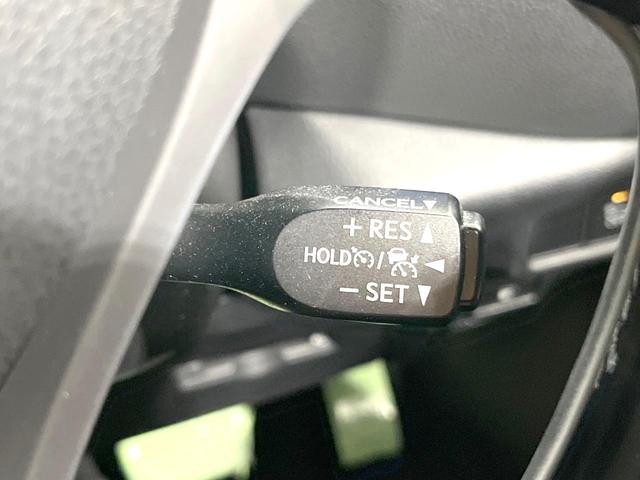 CANCEL▼
+ RES ▲
HOLD / ◄
− SET ▼